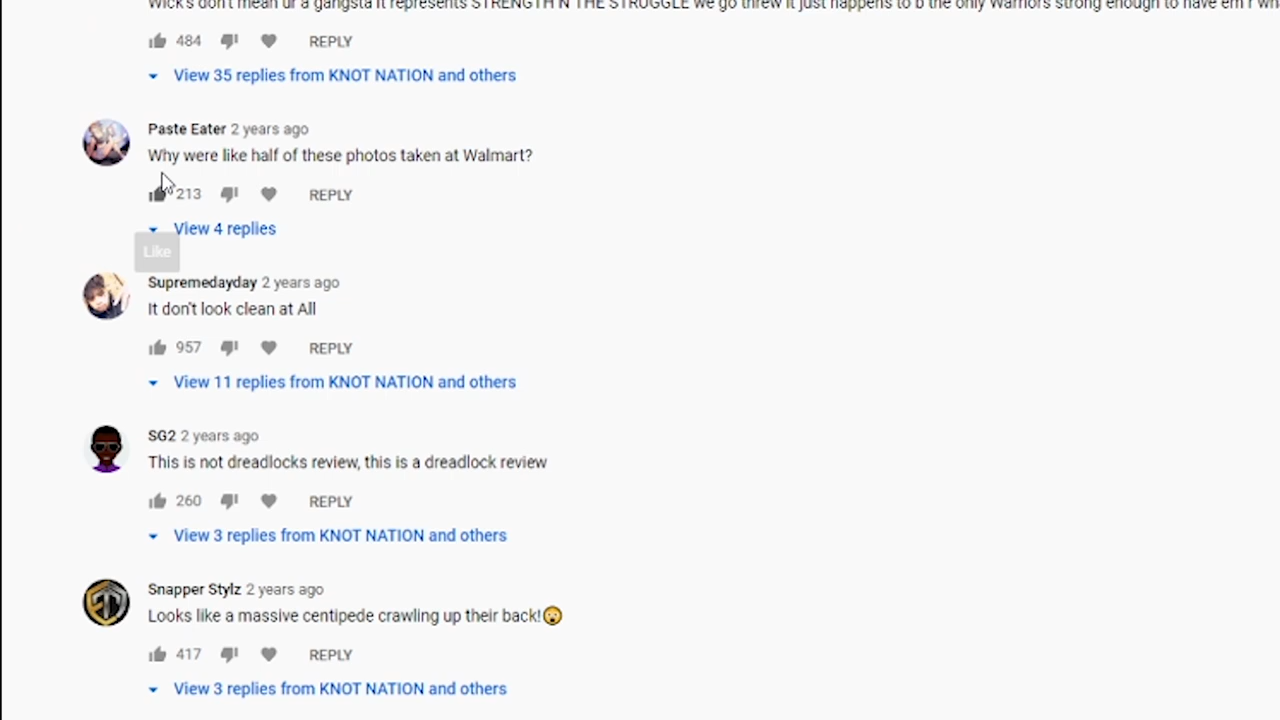 Wick's don't mean ur a gangsta it represents STRENGTH N THE STRUGGLE we go threw it just happens to b the only Warriors strong enough to have em r
484 REPLY
View 35 replies from KNOT NATION and others
Paste Eater 2 years ago
Why were like half of these photos taken at Walmart?
213 REPLY
View 4 replies
Like
Supremedayday 2 years ago
It don't look clean at All
957 REPLY
View 11 replies from KNOT NATION and others
SG2 2 years ago
This is not dreadlocks review, this is a dreadlock review
260 REPLY
View 3 replies from KNOT NATION and others
Snapper Stylz 2 years ago
Looks like a massive centipede crawling up their back!😲
417 REPLY
View 3 replies from KNOT NATION and others